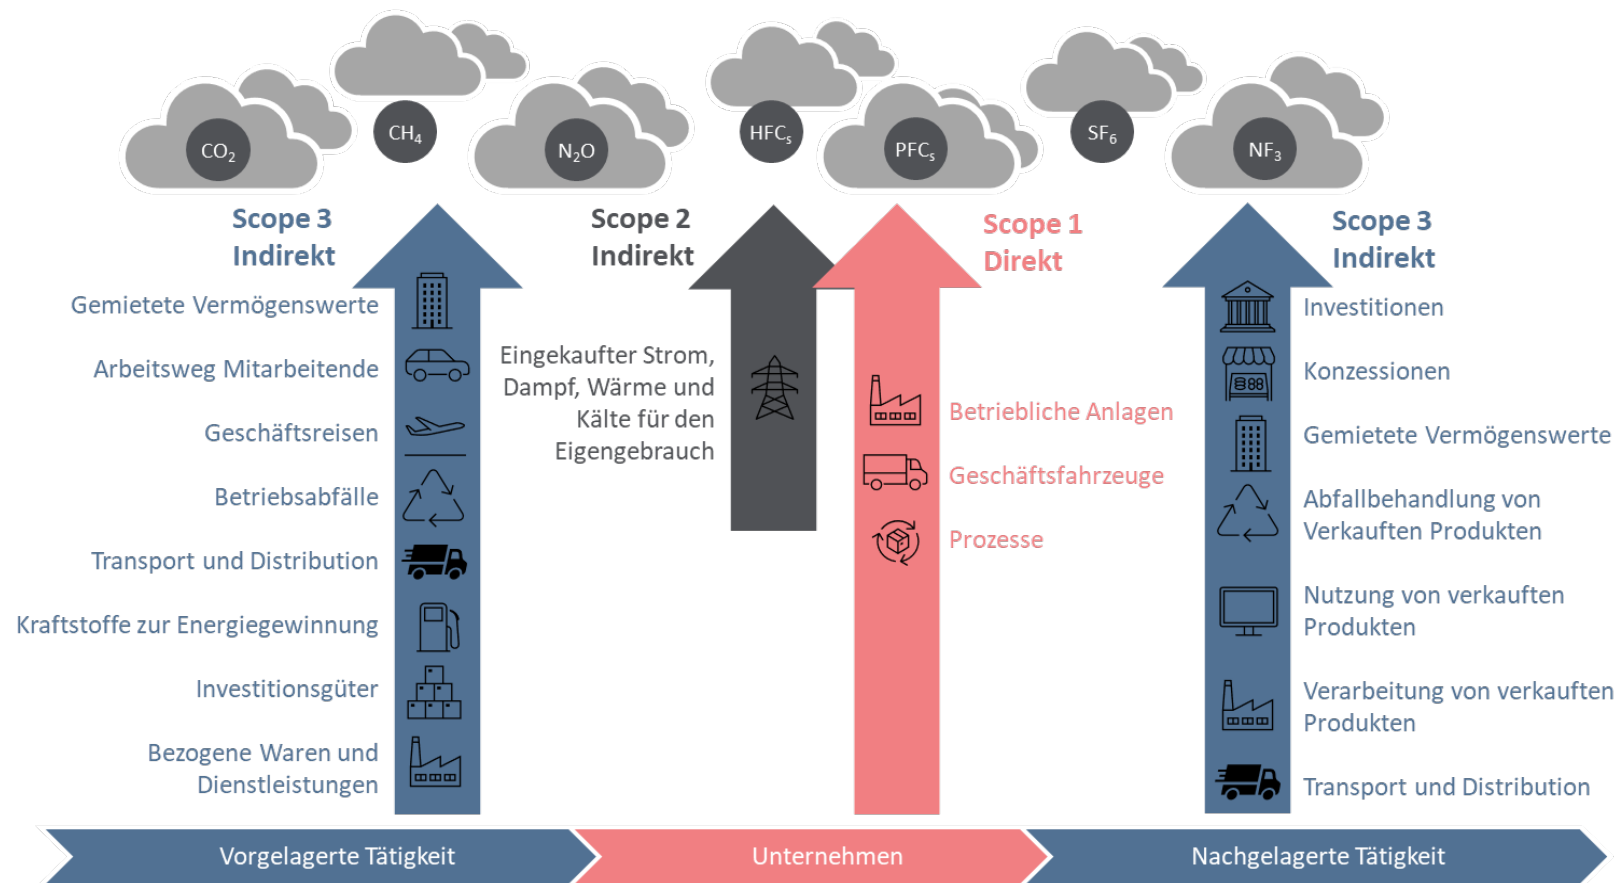 CO₂
CH₄
N₂O
HFCₛ
PFCₛ
SF₆
NF₃
Scope 3
Indirekt
Gemietete Vermögenswerte
Arbeitsweg Mitarbeitende
Geschäftsreisen
Betriebsabfälle
Transport und Distribution
Kraftstoffe zur Energiegewinnung
Investitionsgüter
Bezogene Waren und
Dienstleistungen
Scope 2
Indirekt
Eingekaufter Strom,
Dampf, Wärme und
Kälte für den
Eigengebrauch
Scope 1
Direkt
Betriebliche Anlagen
Geschäftsfahrzeuge
Prozesse
Scope 3
Indirekt
Investitionen
Konzessionen
88
Gemietete Vermögenswerte
Abfallbehandlung von
Verkauften Produkten
Nutzung von verkauften
Produkten
Verarbeitung von verkauften
Produkten
Transport und Distribution
Vorgelagerte Tätigkeit
Unternehmen
Nachgelagerte Tätigkeit